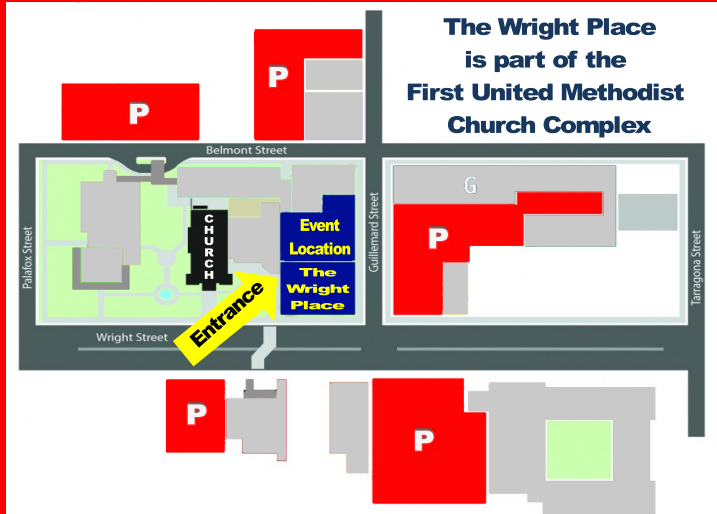 The Wright Place
is part of the
First United Methodist
Church Complex
P
P
Belmont Street
G
CHURCH
Event
Location
P
Palafox Street
Guillemard Street
Tarragona Street
The
Wright
Place
Entrance
Wright Street
P
P